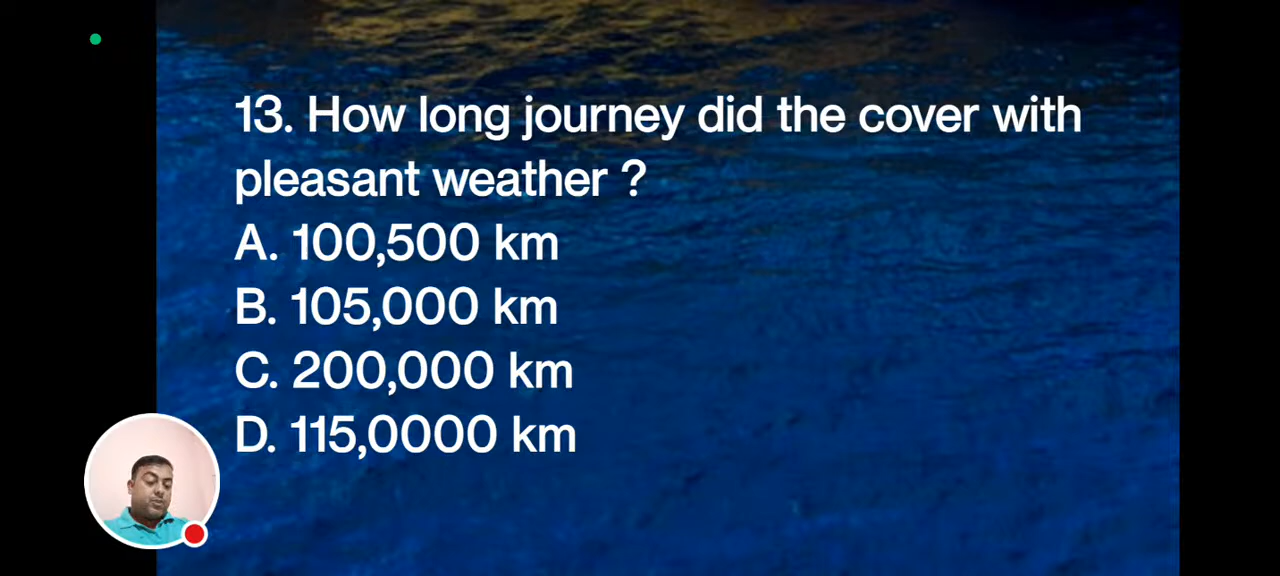 13. How long journey did the cover with
pleasant weather ?
A. 100,500 km
B. 105,000 km
C. 200,000 km
D. 115,0000 km